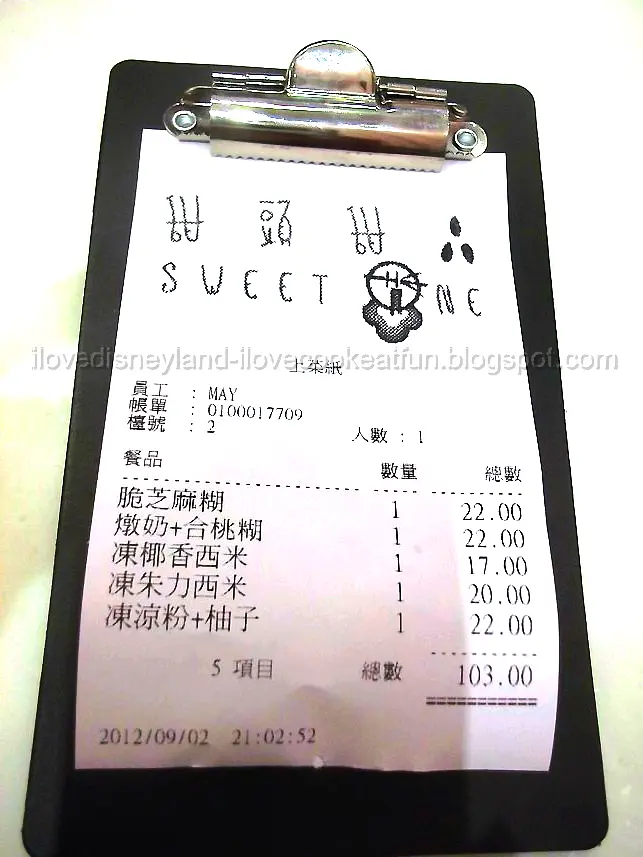 甜頭甜
SWEET ONE
ilovedisneyland-ilovecookeatfun.blogspot.com
上菜紙
員工 : MAY
帳單 : 0100017709
檯號 : 2 人數 : 1
餐品 數量 總數
脆芝麻糊 1 22.00
燉奶+合桃糊 1 22.00
凍椰香西米 1 17.00
凍朱力西米 1 20.00
凍涼粉+柚子 1 22.00
5 項目 總數 103.00
2012/09/02 21:02:52